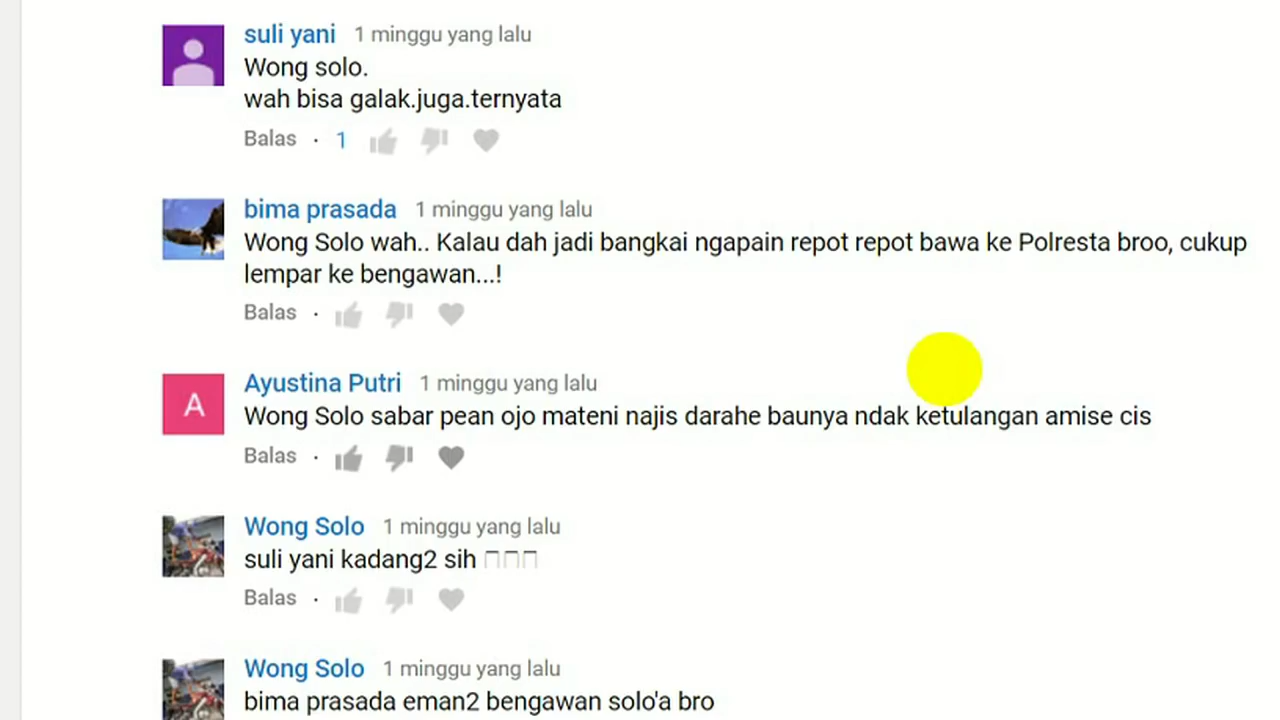 suli yani 1 minggu yang lalu
Wong solo.
wah bisa galak.juga.ternyata
Balas · 1
bima prasada 1 minggu yang lalu
Wong Solo wah.. Kalau dah jadi bangkai ngapain repot repot bawa ke Polresta broo, cukup
lempar ke bengawan...!
Balas ·
A
Ayustina Putri 1 minggu yang lalu
Wong Solo sabar pean ojo mateni najis darahe baunya ndak ketulangan amise cis
Balas ·
Wong Solo 1 minggu yang lalu
suli yani kadang2 sih
Balas ·
Wong Solo 1 minggu yang lalu
bima prasada eman2 bengawan solo'a bro